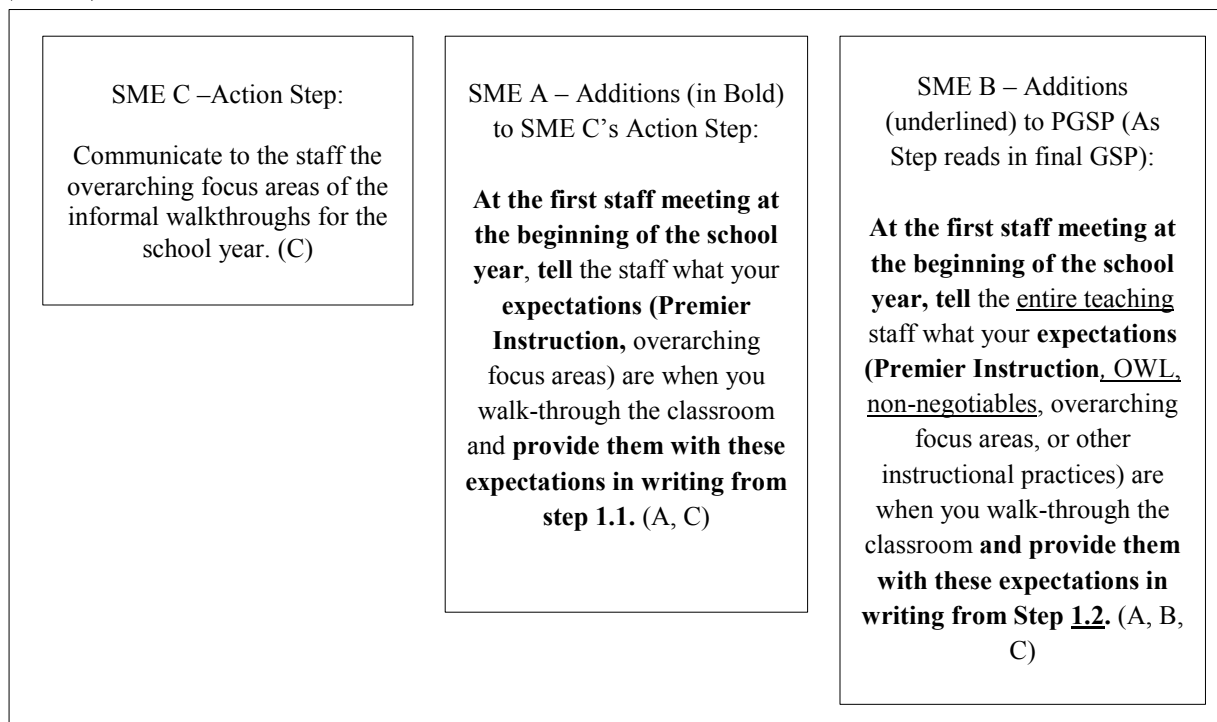 SME C –Action Step:
Communicate to the staff the
overarching focus areas of the
informal walkthroughs for the
school year. (C)
SME A – Additions (in Bold)
to SME C's Action Step:
At the first staff meeting at
the beginning of the school
year, tell the staff what your
expectations (Premier
Instruction, overarching
focus areas) are when you
walk-through the classroom
and provide them with these
expectations in writing from
step 1.1. (A, C)
SME B – Additions
(underlined) to PGSP (As
Step reads in final GSP):
At the first staff meeting at
the beginning of the school
year, tell the entire teaching
staff what your expectations
(Premier Instruction, OWL,
non-negotiables, overarching
focus areas, or other
instructional practices) are
when you walk-through the
classroom and provide them
with these expectations in
writing from Step 1.2. (A, B,
C)